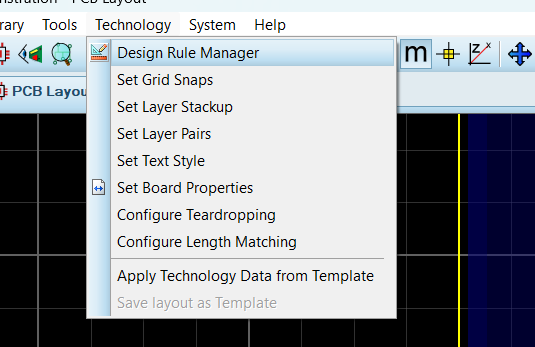 PCB Layout
Tools Technology System Help
m
PCB Layou
Design Rule Manager
Set Grid Snaps
Set Layer Stackup
Set Layer Pairs
Set Text Style
Set Board Properties
Configure Teardropping
Configure Length Matching
Apply Technology Data from Template
Save layout as Template